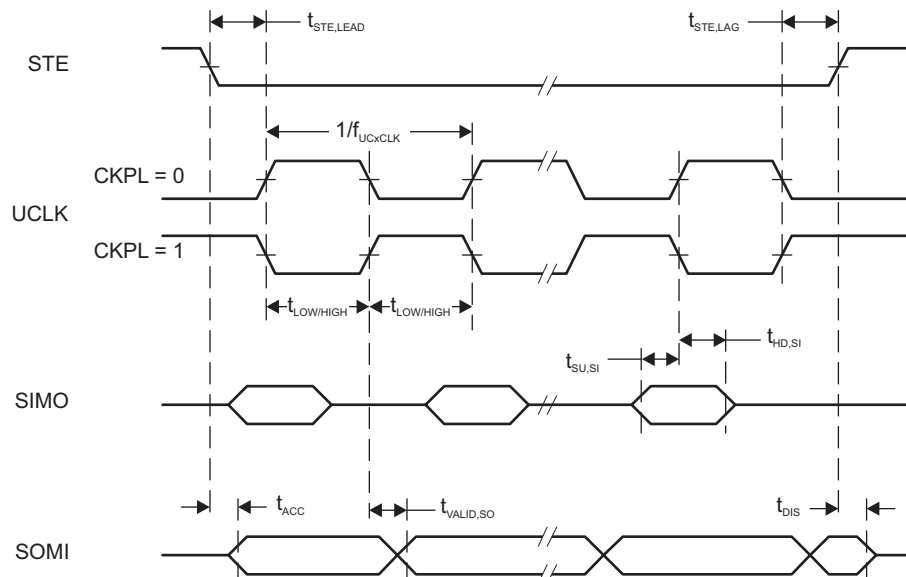 t_STE,LEAD
t_STE,LAG
STE
1/f_UCxCLK
CKPL = 0
UCLK
CKPL = 1
t_LOW/HIGH t_LOW/HIGH
t_HD,SI
t_SU,SI
SIMO
t_ACC
t_VALID,SO
t_DIS
SOMI